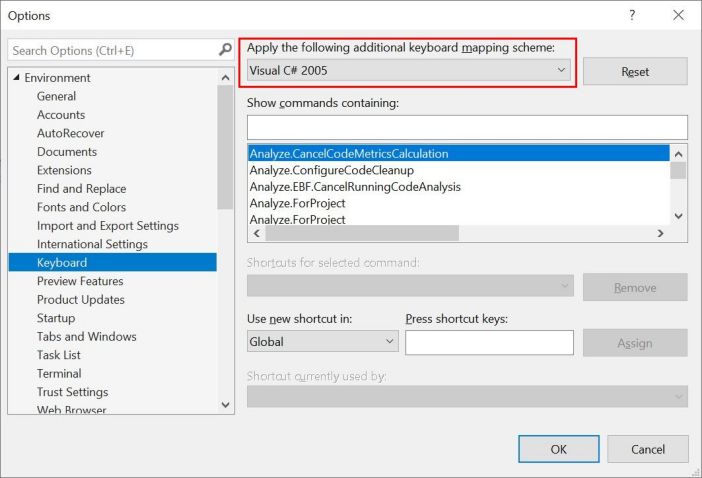 Options
?
Search Options (Ctrl+E)
Environment
General
Accounts
AutoRecover
Documents
Extensions
Find and Replace
Fonts and Colors
Import and Export Settings
International Settings
Keyboard
Preview Features
Product Updates
Startup
Tabs and Windows
Task List
Terminal
Trust Settings
Web Browser
Apply the following additional keyboard mapping scheme:
Visual C# 2005
Reset
Show commands containing:
Analyze.CancelCodeMetricsCalculation
Analyze.ConfigureCodeCleanup
Analyze.EBF.CancelRunningCodeAnalysis
Analyze.ForProject
Analyze.ForProject
Shortcuts for selected command:
Remove
Use new shortcut in:
Press shortcut keys:
Global
Assign
Shortcut currently used by:
OK
Cancel